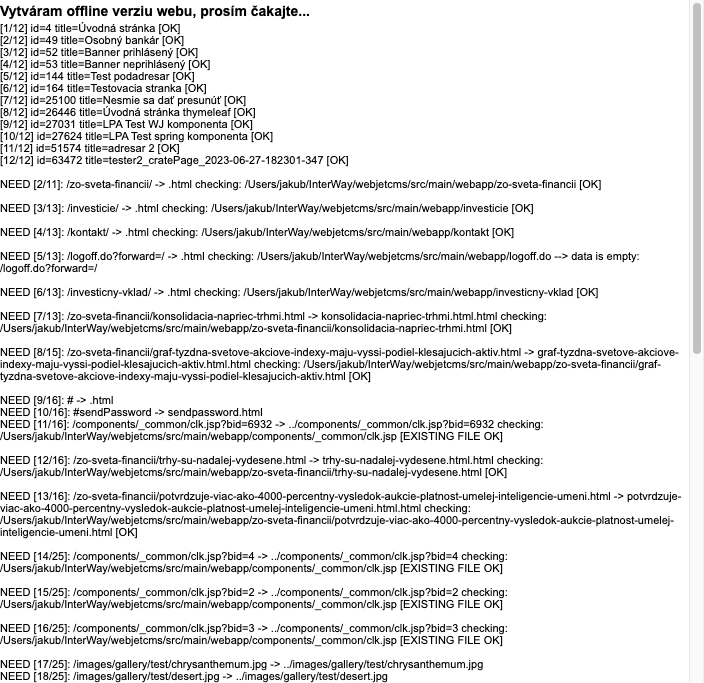 Vytváram offline verziu webu, prosím čakajte...
[1/12] id=4 title=Úvodná stránka [OK]
[2/12] id=49 title=Osobný bankár [OK]
[3/12] id=52 title=Banner prihlásený [OK]
[4/12] id=53 title=Banner neprihlásený [OK]
[5/12] id=144 title=Test podadresar [OK]
[6/12] id=164 title=Testovacia stranka [OK]
[7/12] id=25100 title=Nesmie sa dať presunúť [OK]
[8/12] id=26446 title=Úvodná stránka thymeleaf [OK]
[9/12] id=27031 title=LPA Test WJ komponenta [OK]
[10/12] id=27624 title=LPA Test spring komponenta [OK]
[11/12] id=51574 title=adresar 2 [OK]
[12/12] id=63472 title=tester2_cratePage_2023-06-27-182301-347 [OK]
NEED [2/11]: /zo-sveta-financii/ -> .html checking: /Users/jakub/InterWay/webjetcms/src/main/webapp/zo-sveta-financii [OK]
NEED [3/13]: /investicie/ -> .html checking: /Users/jakub/InterWay/webjetcms/src/main/webapp/investicie [OK]
NEED [4/13]: /kontakt/ -> .html checking: /Users/jakub/InterWay/webjetcms/src/main/webapp/kontakt [OK]
NEED [5/13]: /logoff.do?forward=/ -> .html checking: /Users/jakub/InterWay/webjetcms/src/main/webapp/logoff.do --> data is empty:
/logoff.do?forward=/
NEED [6/13]: /investicny-vklad/ -> .html checking: /Users/jakub/InterWay/webjetcms/src/main/webapp/investicny-vklad [OK]
NEED [7/13]: /zo-sveta-financii/konsolidacia-napriec-trhmi.html -> konsolidacia-napriec-trhmi.html.html checking:
/Users/jakub/InterWay/webjetcms/src/main/webapp/zo-sveta-financii/konsolidacia-napriec-trhmi.html [OK]
NEED [8/15]: /zo-sveta-financii/graf-tyzdna-svetove-akciove-indexy-maju-vyssi-podiel-klesajucich-aktiv.html -> graf-tyzdna-svetove-akciove-
indexy-maju-vyssi-podiel-klesajucich-aktiv.html.html checking: /Users/jakub/InterWay/webjetcms/src/main/webapp/zo-sveta-financii/graf-
tyzdna-svetove-akciove-indexy-maju-vyssi-podiel-klesajucich-aktiv.html [OK]
NEED [9/16]: # -> .html
NEED [10/16]: #sendPassword -> sendpassword.html
NEED [11/16]: /components/_common/clk.jsp?bid=6932 -> ../components/_common/clk.jsp?bid=6932 checking:
/Users/jakub/InterWay/webjetcms/src/main/webapp/components/_common/clk.jsp [EXISTING FILE OK]
NEED [12/16]: /zo-sveta-financii/trhy-su-nadalej-vydesene.html -> trhy-su-nadalej-vydesene.html.html checking:
/Users/jakub/InterWay/webjetcms/src/main/webapp/zo-sveta-financii/trhy-su-nadalej-vydesene.html [OK]
NEED [13/16]: /zo-sveta-financii/potvrdzuje-viac-ako-4000-percentny-vysledok-aukcie-platnost-umelej-inteligencie-umeni.html -> potvrdzuje-
viac-ako-4000-percentny-vysledok-aukcie-platnost-umelej-inteligencie-umeni.html.html checking:
/Users/jakub/InterWay/webjetcms/src/main/webapp/zo-sveta-financii/potvrdzuje-viac-ako-4000-percentny-vysledok-aukcie-platnost-umelej-
inteligencie-umeni.html [OK]
NEED [14/25]: /components/_common/clk.jsp?bid=4 -> ../components/_common/clk.jsp?bid=4 checking:
/Users/jakub/InterWay/webjetcms/src/main/webapp/components/_common/clk.jsp [EXISTING FILE OK]
NEED [15/25]: /components/_common/clk.jsp?bid=2 -> ../components/_common/clk.jsp?bid=2 checking:
/Users/jakub/InterWay/webjetcms/src/main/webapp/components/_common/clk.jsp [EXISTING FILE OK]
NEED [16/25]: /components/_common/clk.jsp?bid=3 -> ../components/_common/clk.jsp?bid=3 checking:
/Users/jakub/InterWay/webjetcms/src/main/webapp/components/_common/clk.jsp [EXISTING FILE OK]
NEED [17/25]: /images/gallery/test/chrysanthemum.jpg -> ../images/gallery/test/chrysanthemum.jpg
NEED [18/25]: /images/gallery/test/desert.jpg -> ../images/gallery/test/desert.jpg